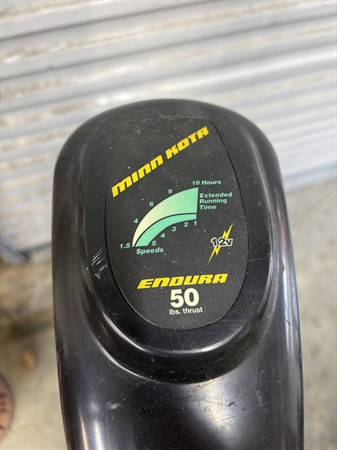 MINN KOTA
10 Hours
Extended
Running
Time
9
6
4
1.5
5 4 3 2 1
Speeds
12v
ENDURA
50
lbs. thrust